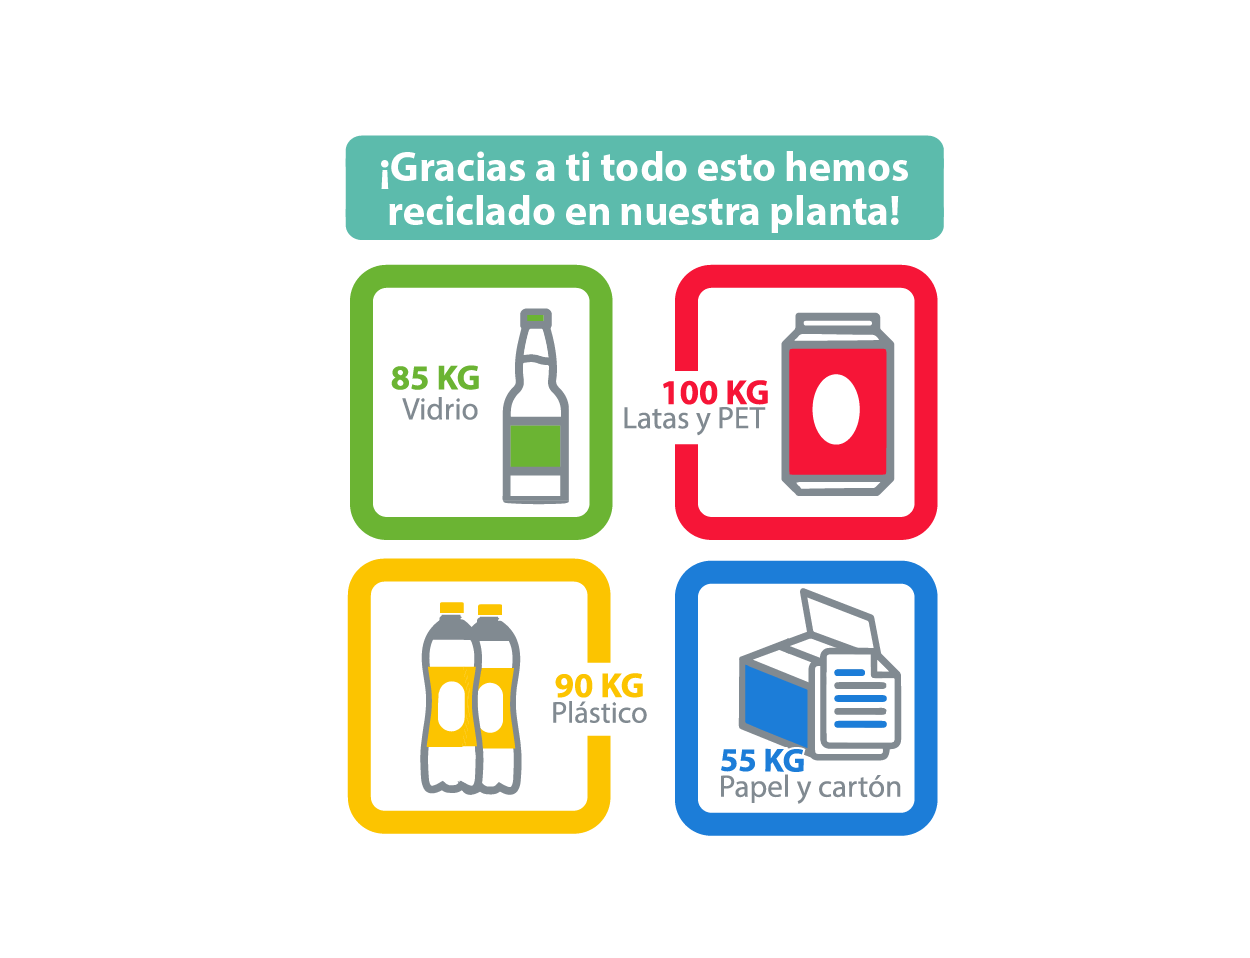 ¡Gracias a ti todo esto hemos
reciclado en nuestra planta!
85 KG
Vidrio
100 KG
Latas y PET
90 KG
Plástico
55 KG
Papel y cartón